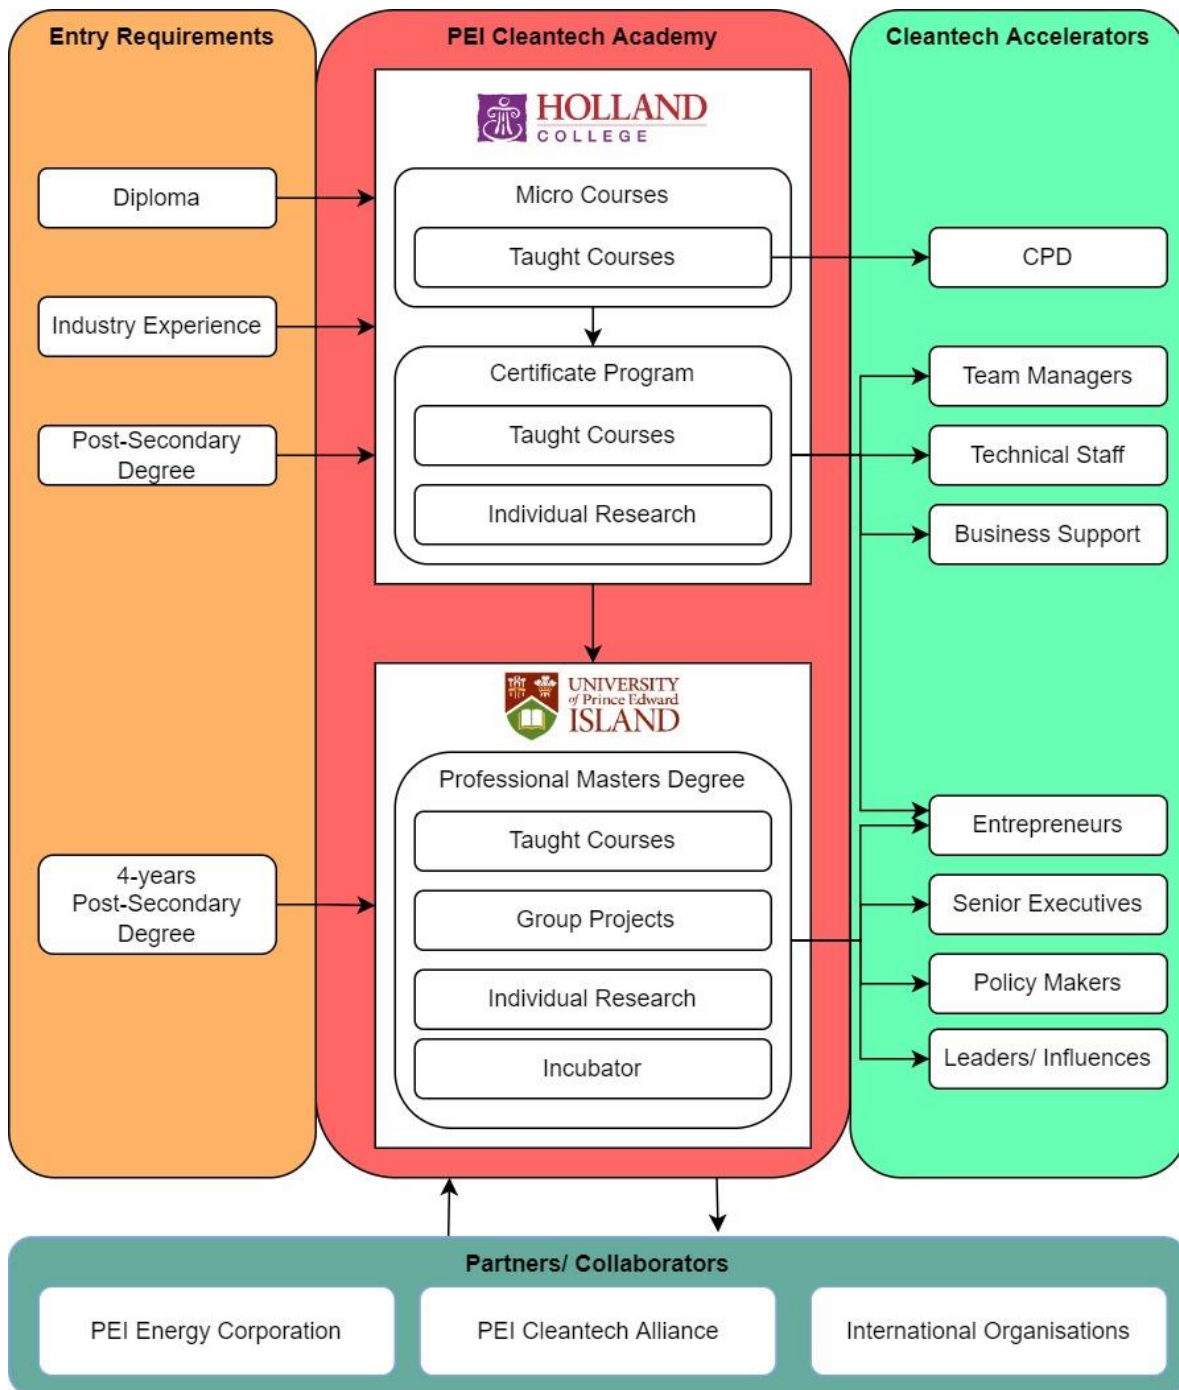 Entry Requirements
PEI Cleantech Academy
Cleantech Accelerators
HOLLAND
COLLEGE
Diploma
Micro Courses
Taught Courses
CPD
Industry Experience
Certificate Program
Team Managers
Post-Secondary
Degree
Taught Courses
Technical Staff
Individual Research
Business Support
UNIVERSITY
of Prince Edward
ISLAND
Professional Masters Degree
Taught Courses
Entrepreneurs
4-years
Post-Secondary
Degree
Group Projects
Senior Executives
Individual Research
Policy Makers
Incubator
Leaders/ Influences
Partners/ Collaborators
PEI Energy Corporation
PEI Cleantech Alliance
International Organisations